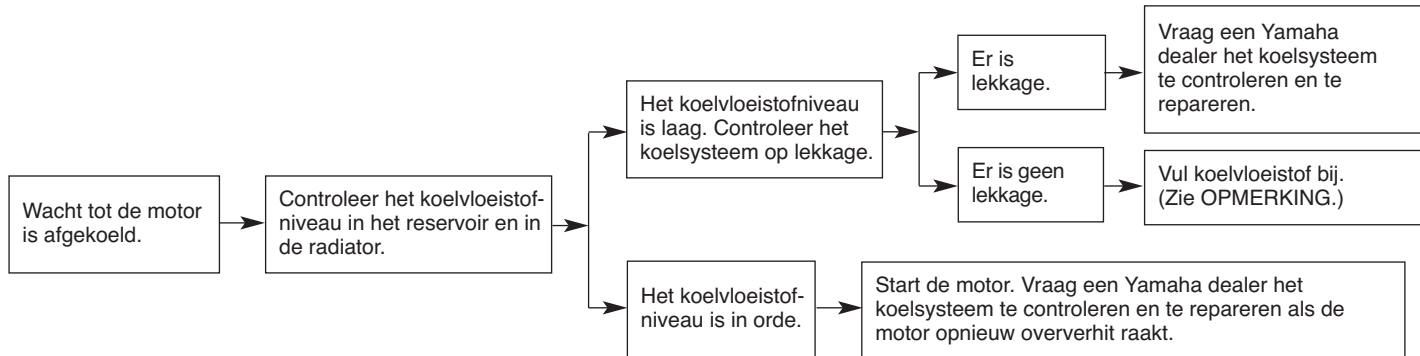 Wacht tot de motor
is afgekoeld.
Controleer het koelvloeistof-
niveau in het reservoir en in
de radiator.
Het koelvloeistofniveau
is laag. Controleer het
koelsysteem op lekkage.
Er is
lekkage.
Vraag een Yamaha
dealer het koelsysteem
te controleren en te
repareren.
Er is geen
lekkage.
Vul koelvloeistof bij.
(Zie OPMERKING.)
Het koelvloeistof-
niveau is in orde.
Start de motor. Vraag een Yamaha dealer het
koelsysteem te controleren en te repareren als de
motor opnieuw oververhit raakt.